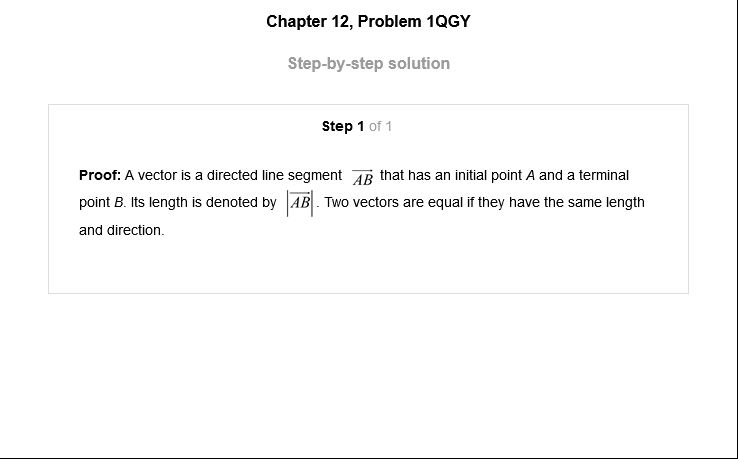 Chapter 12, Problem 1QGY
Step-by-step solution
Step 1 of 1
Proof: A vector is a directed line segment $\overrightarrow{AB}$ that has an initial point A and a terminal
point B. Its length is denoted by $|\overrightarrow{AB}|$. Two vectors are equal if they have the same length
and direction.